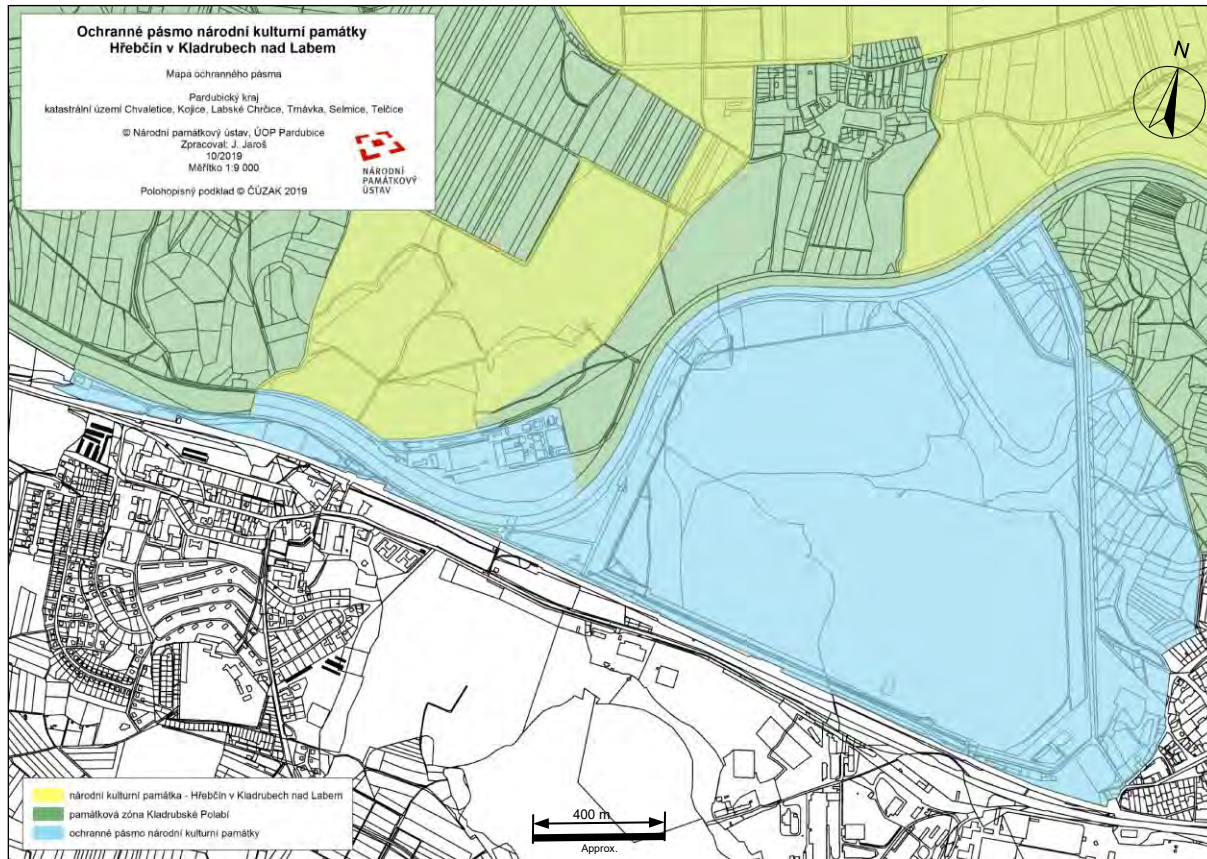 Ochranné pásmo národní kulturní památky
Hřebčín v Kladrubech nad Labem
Mapa ochranného pásma
Pardubický kraj
katastrální území Chvaletice, Kojice, Labské Chrčice, Trnávka, Selmice, Telčice
© Národní památkový ústav, ÚOP Pardubice
Zpracoval: J. Jaroš
10/2019
Měřítko 1:9 000
Polohopisný podklad © ČÚZAK 2019
NÁRODNÍ
PAMÁTKOVÝ
ÚSTAV
N
národní kulturní památka - Hřebčín v Kladrubech nad Labem
památková zóna Kladrubské Polabí
ochranné pásmo národní kulturní památky
400 m
Approx.